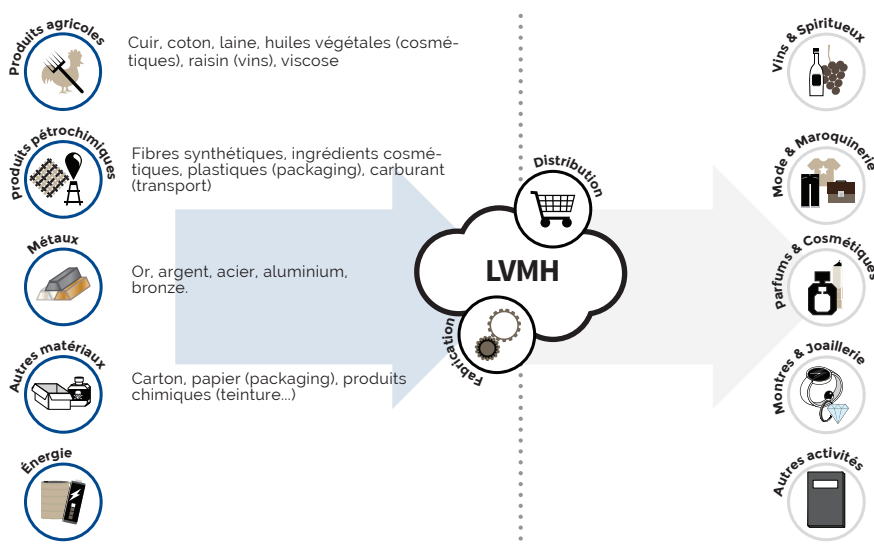 Produits agricoles
Cuir, coton, laine, huiles végétales (cosmé-
tiques), raisin (vins), viscose
Produits pétrochimiques
Fibres synthétiques, ingrédients cosmé-
tiques, plastiques (packaging), carburant
(transport)
Métaux
Or, argent, acier, aluminium,
bronze.
Autres matériaux
Carton, papier (packaging), produits
chimiques (teinture...)
Énergie
Distribution
LVMH
Fabrication
Vins & Spiritueux
Mode & Maroquinerie
Parfums & Cosmétiques
Montres & Joaillerie
Autres activités